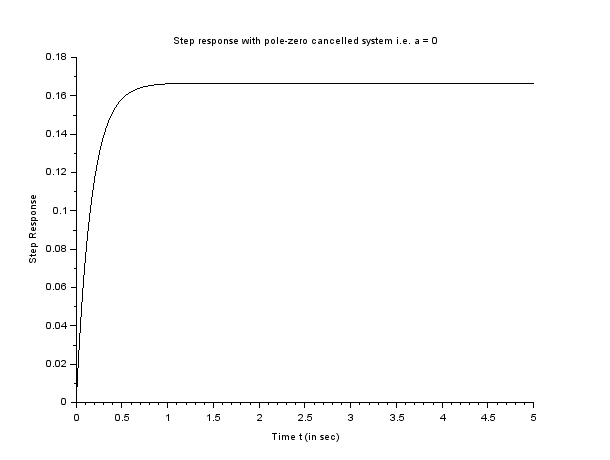 Step response with pole-zero cancelled system i.e. a = 0
0.18
0.16
0.14
0.12
0.1
0.08
0.06
0.04
0.02
0
Step Response
0 0.5 1 1.5 2 2.5 3 3.5 4 4.5 5
Time t (in sec)